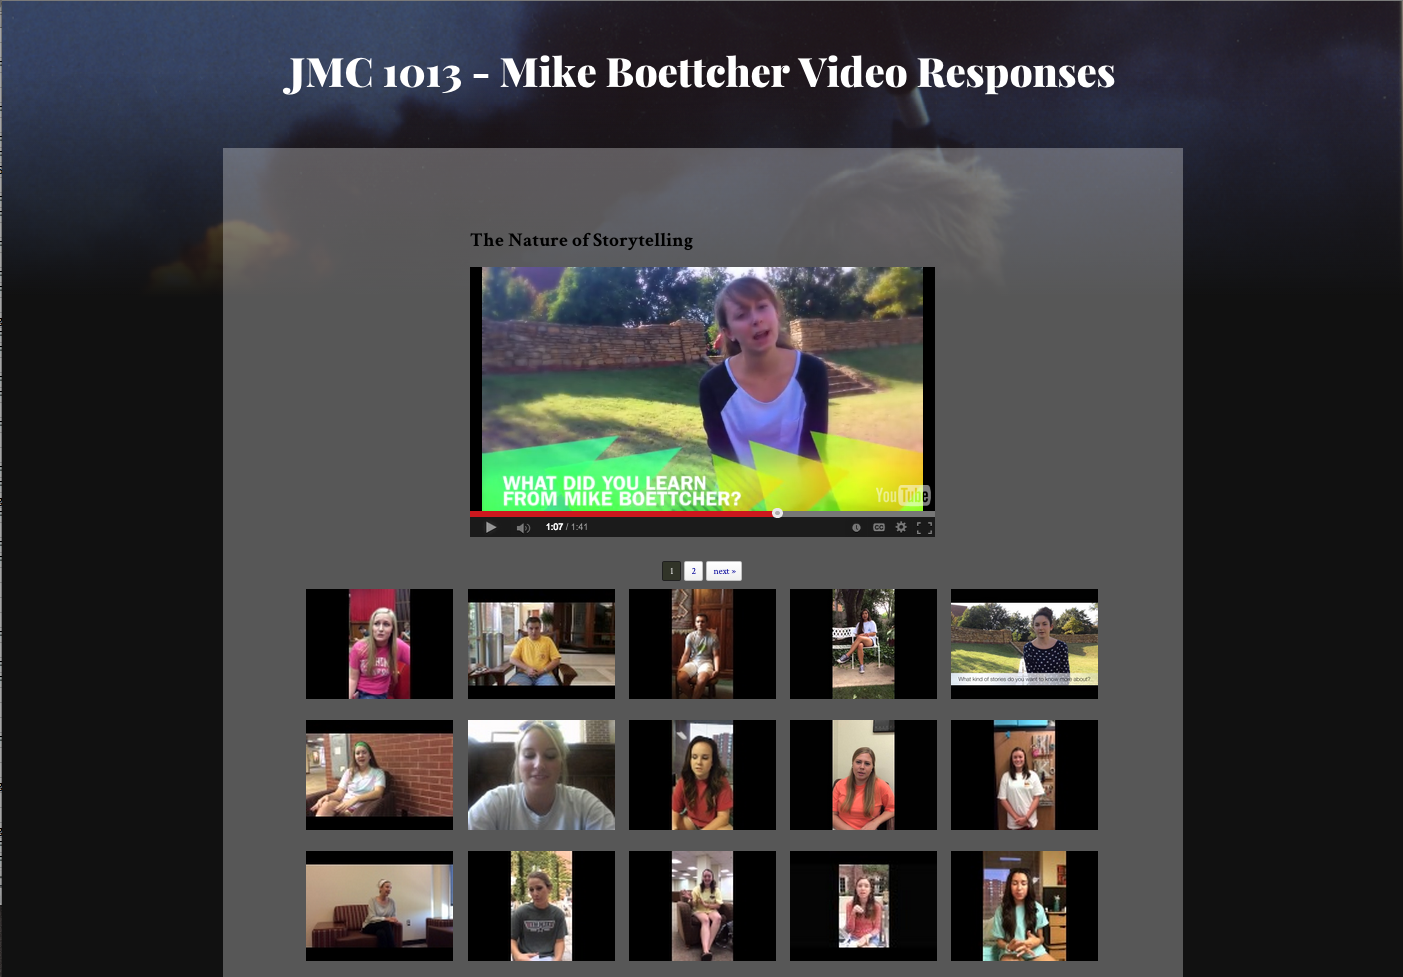 JMC 1013 - Mike Boettcher Video Responses
The Nature of Storytelling
WHAT DID YOU LEARN
FROM MIKE BOETTCHER?
YouTube
1:07 / 1:41
CC
1 2 next »
What kind of stories do you want to know more about?